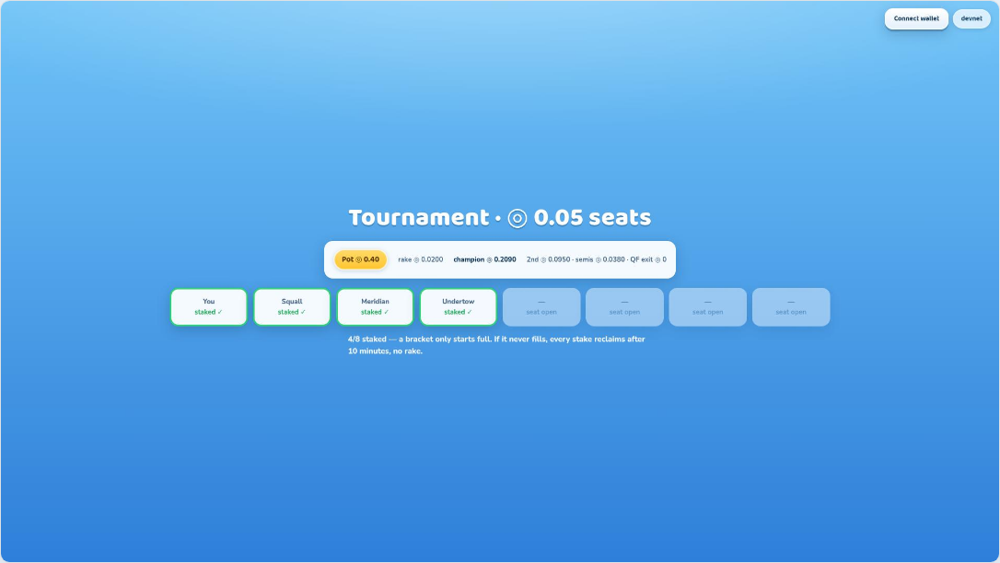 Connect wallet
devnet
Tournament · ◎ 0.05 seats
Pot ◎ 0.40
rake ◎ 0.0200
champion ◎ 0.2090
2nd ◎ 0.0950 · semis ◎ 0.0380 · QF exit ◎ 0
You
staked ✓
Squall
staked ✓
Meridian
staked ✓
Undertow
staked ✓
—
seat open
—
seat open
—
seat open
—
seat open
4/8 staked — a bracket only starts full. If it never fills, every stake reclaims after
10 minutes, no rake.